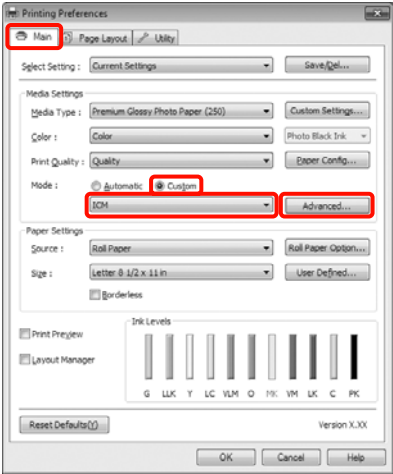 Printing Preferences
Main Page Layout Utility
Select Setting : Current Settings Save/Del...
Media Settings
Media Type : Premium Glossy Photo Paper (250) Custom Settings...
Color : Color Photo Black Ink
Print Quality : Quality Paper Config...
Mode : Automatic Custom
ICM Advanced...
Paper Settings
Source : Roll Paper Roll Paper Option...
Size : Letter 8 1/2 x 11 in User Defined...
Borderless
Print Preview
Layout Manager
Ink Levels
G LLK Y LC VLM O MK VM LK C PK
Reset Defaults(Y) Version X.XX
OK Cancel Help